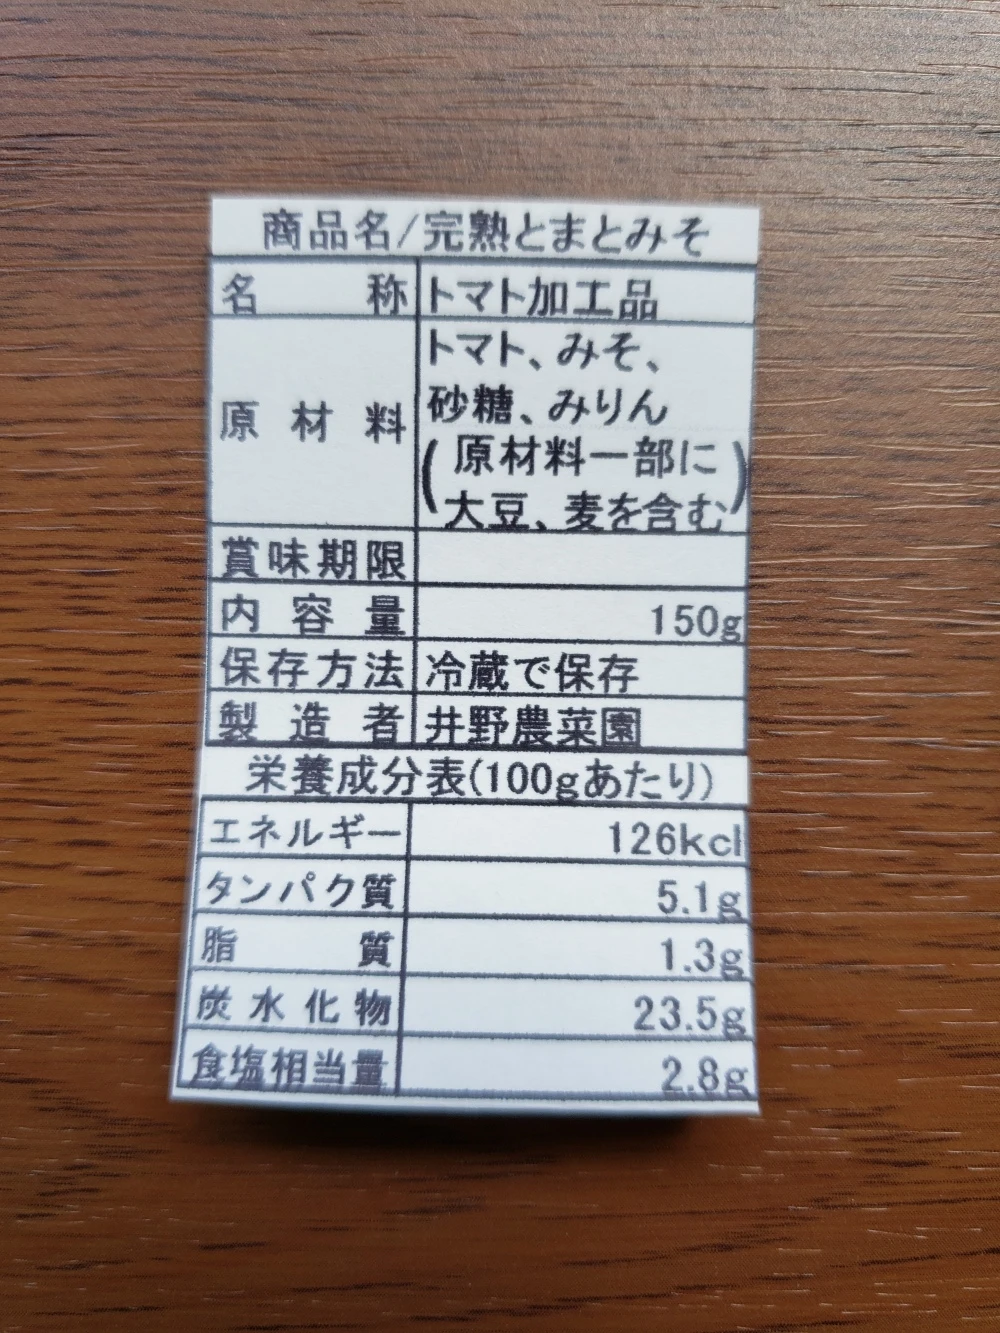 商品名/完熟とまとみそ
名称 トマト加工品
原材料 トマト、みそ、
砂糖、みりん
(原材料一部に
大豆、麦を含む)
賞味期限
内容量 150g
保存方法 冷蔵で保存
製造者 井野農菜園
栄養成分表(100gあたり)
エネルギー 126kcl
タンパク質 5.1g
脂質 1.3g
炭水化物 23.5g
食塩相当量 2.8g